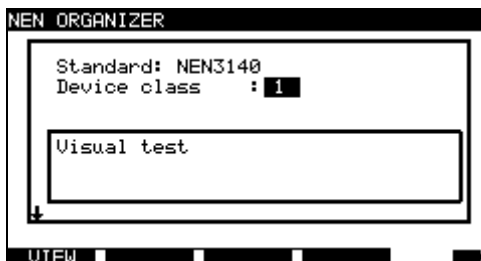 NEN ORGANIZER
Standard: NEN3140
Device class : 1
Visual test
VIEW